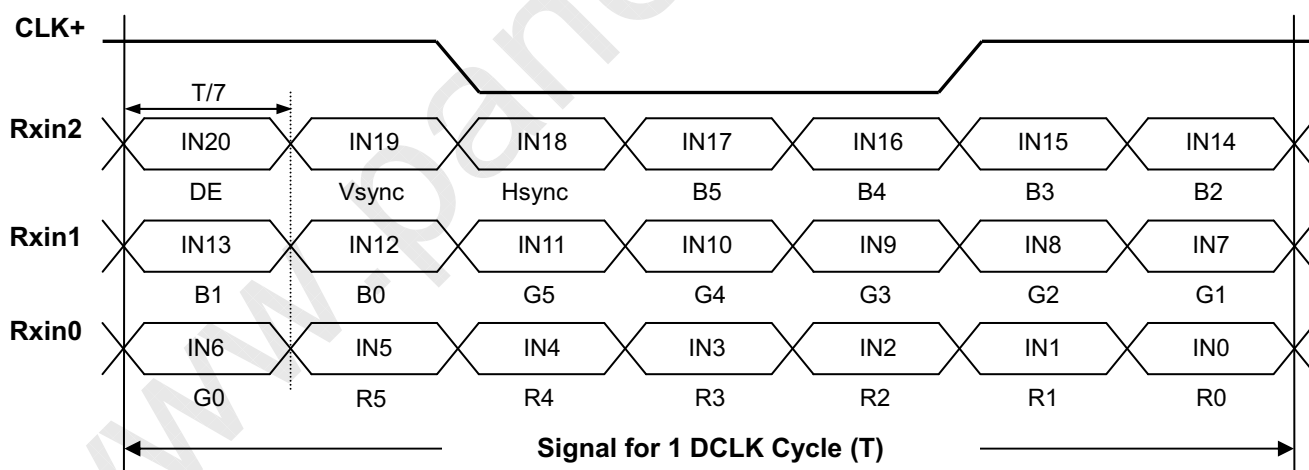 CLK+
T/7
Rxin2 IN20 IN19 IN18 IN17 IN16 IN15 IN14
DE Vsync Hsync B5 B4 B3 B2
Rxin1 IN13 IN12 IN11 IN10 IN9 IN8 IN7
B1 B0 G5 G4 G3 G2 G1
Rxin0 IN6 IN5 IN4 IN3 IN2 IN1 IN0
G0 R5 R4 R3 R2 R1 R0
Signal for 1 DCLK Cycle (T)